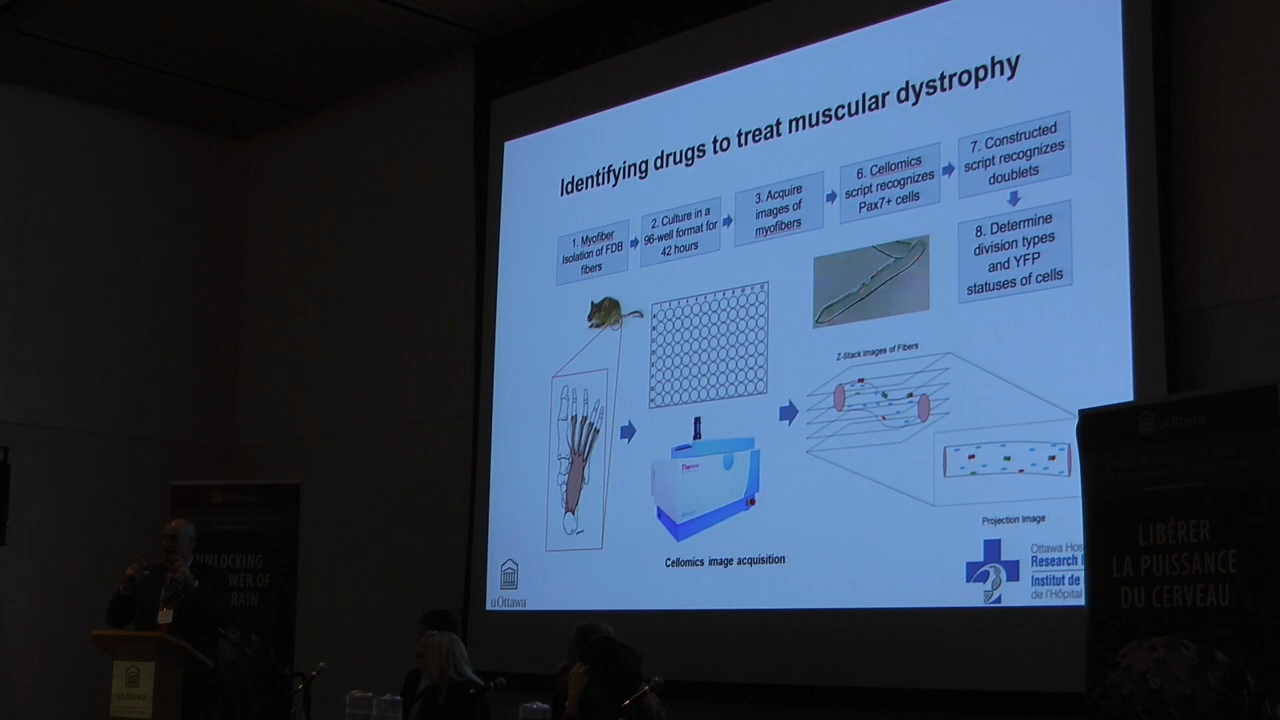 Identifying drugs to treat muscular dystrophy
1. Myofiber
Isolation of FDB
fibers
2. Culture in a
96-well format for
42 hours
3. Acquire
images of
myofibers
6. Cellomics
script recognizes
Pax7+ cells
7. Constructed
script recognizes
doublets
8. Determine
division types
and YFP
statuses of cells
Z-Stack Images of Fibers
Projection Image
Cellomics image acquisition
uOttawa
Ottawa Hos
Research I
Institut de
de l'Hôpital
UNLOCKING
WER OF
RAIN
uOttawa
uOttawa
LIBÉRER
LA PUISSANCE
DU CERVEAU